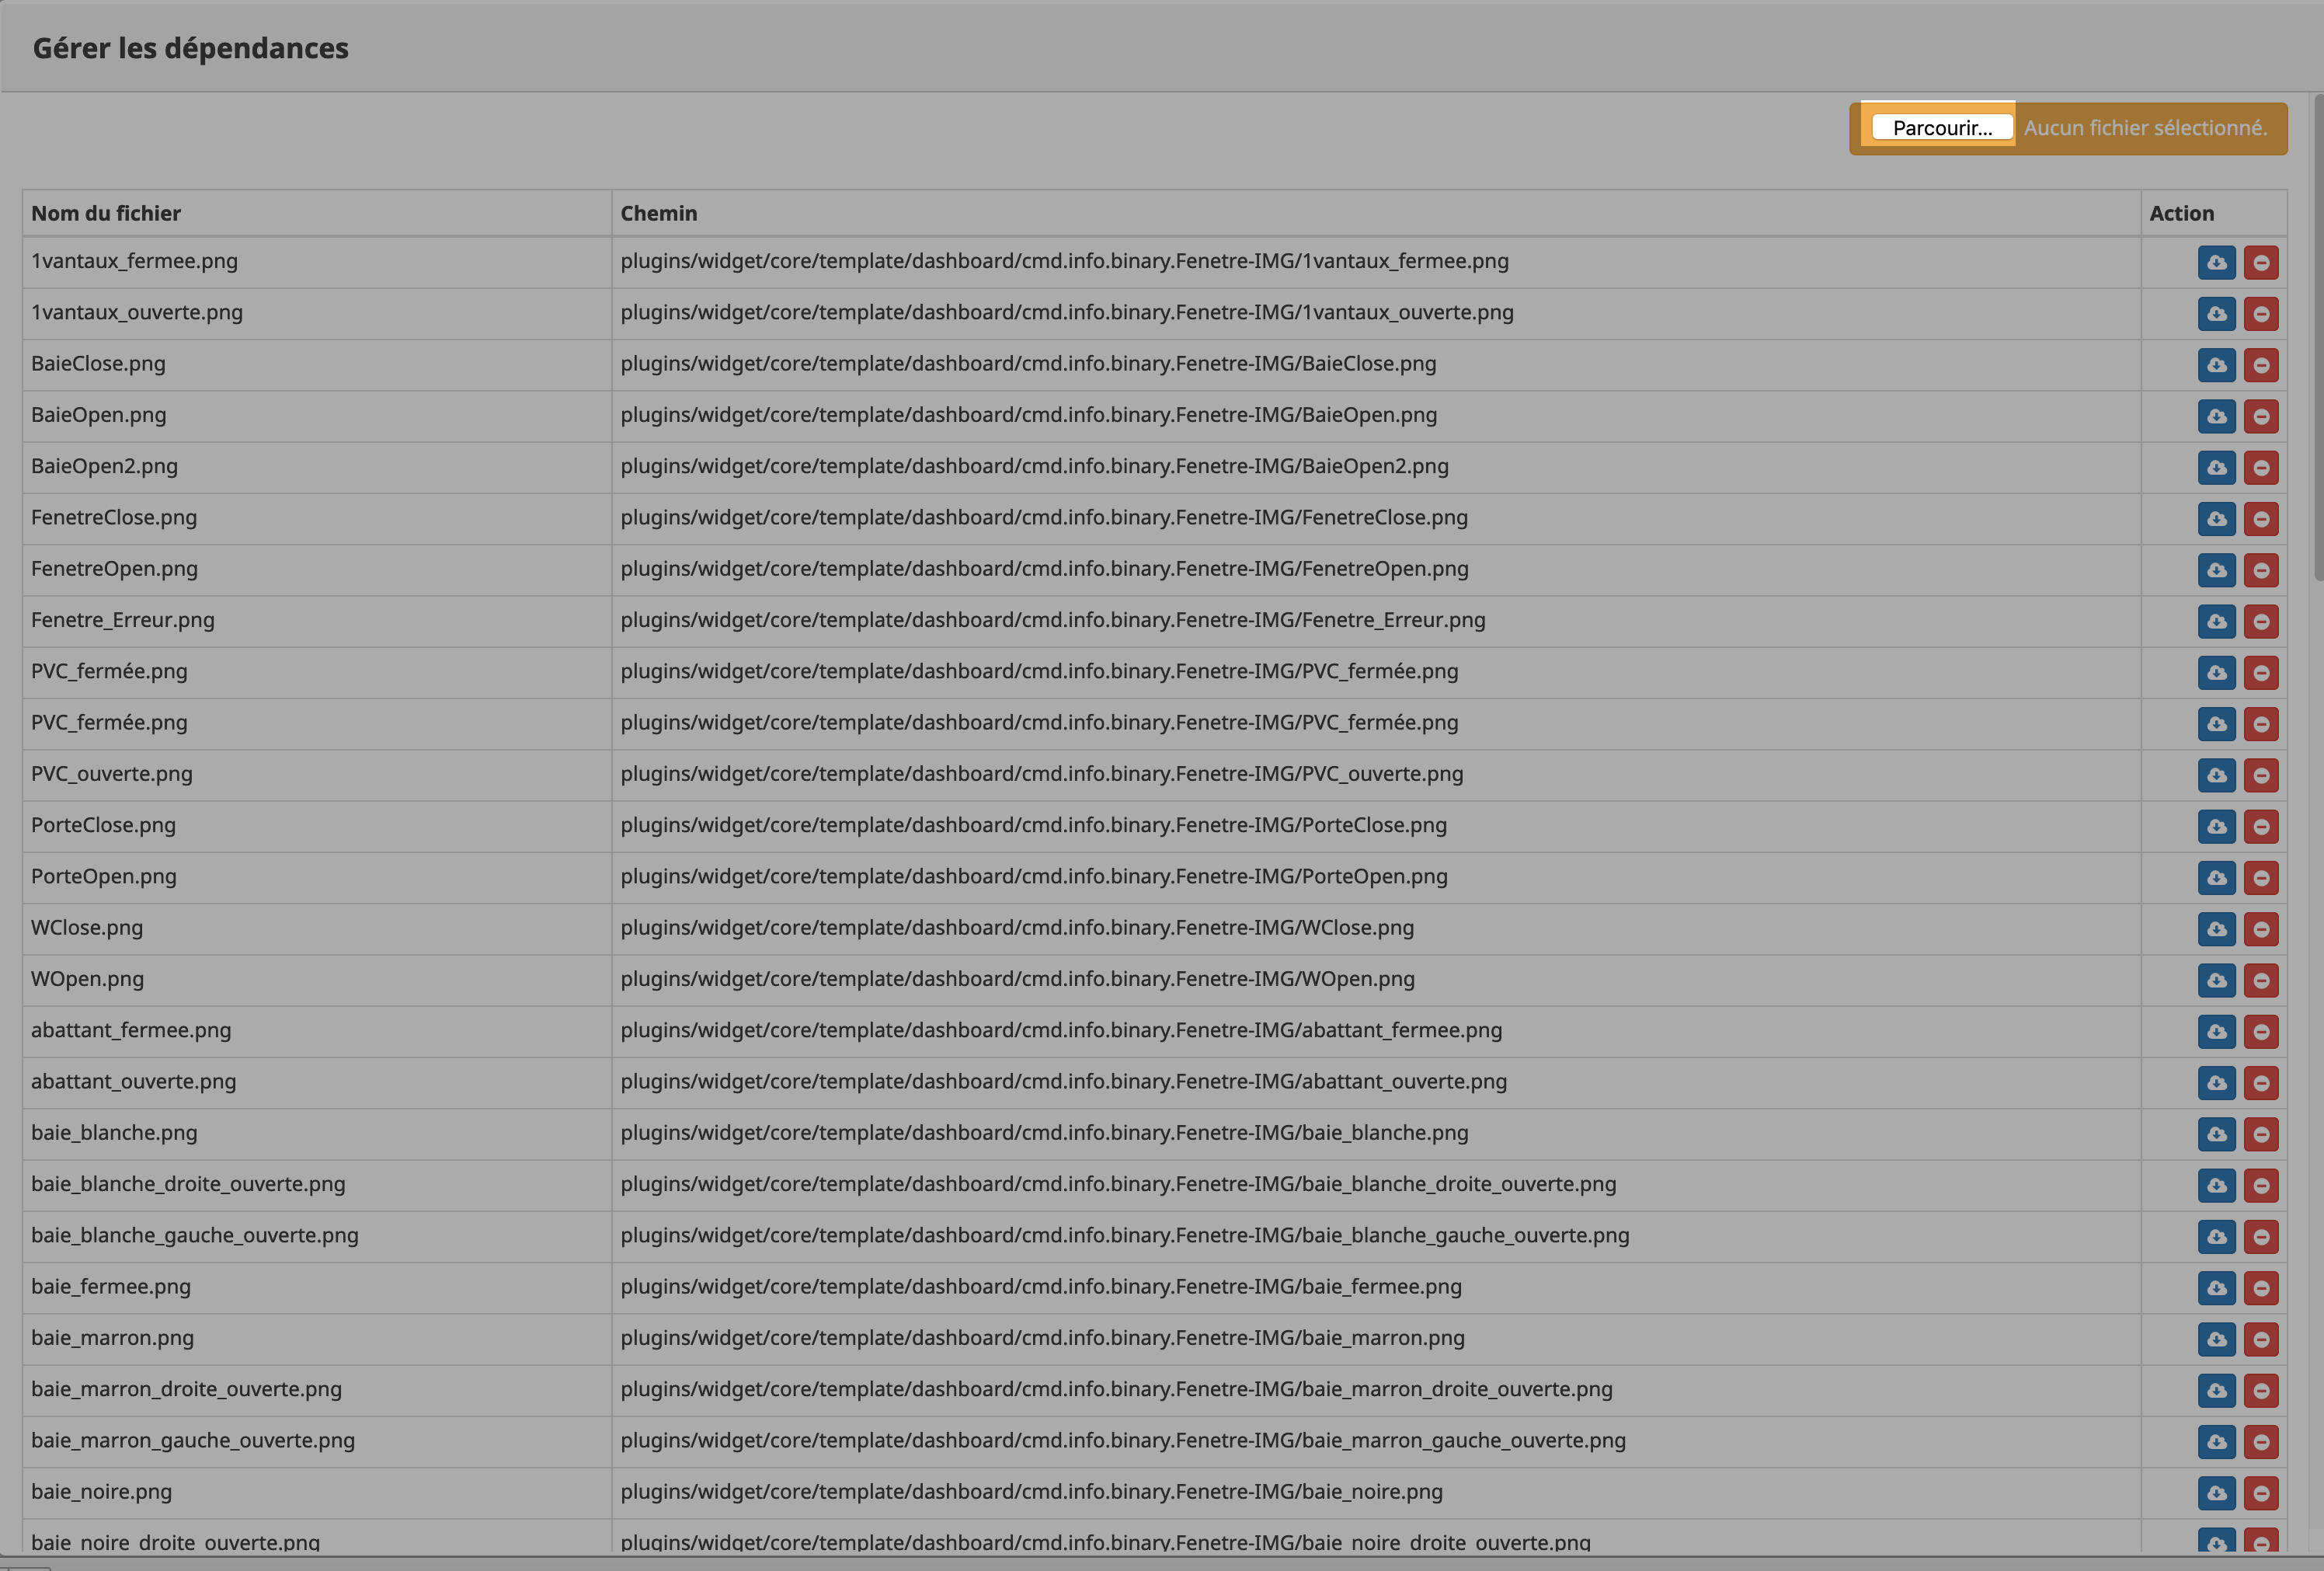 Gérer les dépendances
Parcourir... Aucun fichier sélectionné.
Nom du fichier Chemin Action
1vantaux_fermee.png plugins/widget/core/template/dashboard/cmd.info.binary.Fenetre-IMG/1vantaux_fermee.png
1vantaux_ouverte.png plugins/widget/core/template/dashboard/cmd.info.binary.Fenetre-IMG/1vantaux_ouverte.png
BaieClose.png plugins/widget/core/template/dashboard/cmd.info.binary.Fenetre-IMG/BaieClose.png
BaieOpen.png plugins/widget/core/template/dashboard/cmd.info.binary.Fenetre-IMG/BaieOpen.png
BaieOpen2.png plugins/widget/core/template/dashboard/cmd.info.binary.Fenetre-IMG/BaieOpen2.png
FenetreClose.png plugins/widget/core/template/dashboard/cmd.info.binary.Fenetre-IMG/FenetreClose.png
FenetreOpen.png plugins/widget/core/template/dashboard/cmd.info.binary.Fenetre-IMG/FenetreOpen.png
Fenetre_Erreur.png plugins/widget/core/template/dashboard/cmd.info.binary.Fenetre-IMG/Fenetre_Erreur.png
PVC_fermée.png plugins/widget/core/template/dashboard/cmd.info.binary.Fenetre-IMG/PVC_fermée.png
PVC_fermée.png plugins/widget/core/template/dashboard/cmd.info.binary.Fenetre-IMG/PVC_fermée.png
PVC_ouverte.png plugins/widget/core/template/dashboard/cmd.info.binary.Fenetre-IMG/PVC_ouverte.png
PorteClose.png plugins/widget/core/template/dashboard/cmd.info.binary.Fenetre-IMG/PorteClose.png
PorteOpen.png plugins/widget/core/template/dashboard/cmd.info.binary.Fenetre-IMG/PorteOpen.png
WClose.png plugins/widget/core/template/dashboard/cmd.info.binary.Fenetre-IMG/WClose.png
WOpen.png plugins/widget/core/template/dashboard/cmd.info.binary.Fenetre-IMG/WOpen.png
abattant_fermee.png plugins/widget/core/template/dashboard/cmd.info.binary.Fenetre-IMG/abattant_fermee.png
abattant_ouverte.png plugins/widget/core/template/dashboard/cmd.info.binary.Fenetre-IMG/abattant_ouverte.png
baie_blanche.png plugins/widget/core/template/dashboard/cmd.info.binary.Fenetre-IMG/baie_blanche.png
baie_blanche_droite_ouverte.png plugins/widget/core/template/dashboard/cmd.info.binary.Fenetre-IMG/baie_blanche_droite_ouverte.png
baie_blanche_gauche_ouverte.png plugins/widget/core/template/dashboard/cmd.info.binary.Fenetre-IMG/baie_blanche_gauche_ouverte.png
baie_fermee.png plugins/widget/core/template/dashboard/cmd.info.binary.Fenetre-IMG/baie_fermee.png
baie_marron.png plugins/widget/core/template/dashboard/cmd.info.binary.Fenetre-IMG/baie_marron.png
baie_marron_droite_ouverte.png plugins/widget/core/template/dashboard/cmd.info.binary.Fenetre-IMG/baie_marron_droite_ouverte.png
baie_marron_gauche_ouverte.png plugins/widget/core/template/dashboard/cmd.info.binary.Fenetre-IMG/baie_marron_gauche_ouverte.png
baie_noire.png plugins/widget/core/template/dashboard/cmd.info.binary.Fenetre-IMG/baie_noire.png
baie_noire_droite_ouverte.png plugins/widget/core/template/dashboard/cmd.info.binary.Fenetre-IMG/baie_noire_droite_ouverte.png